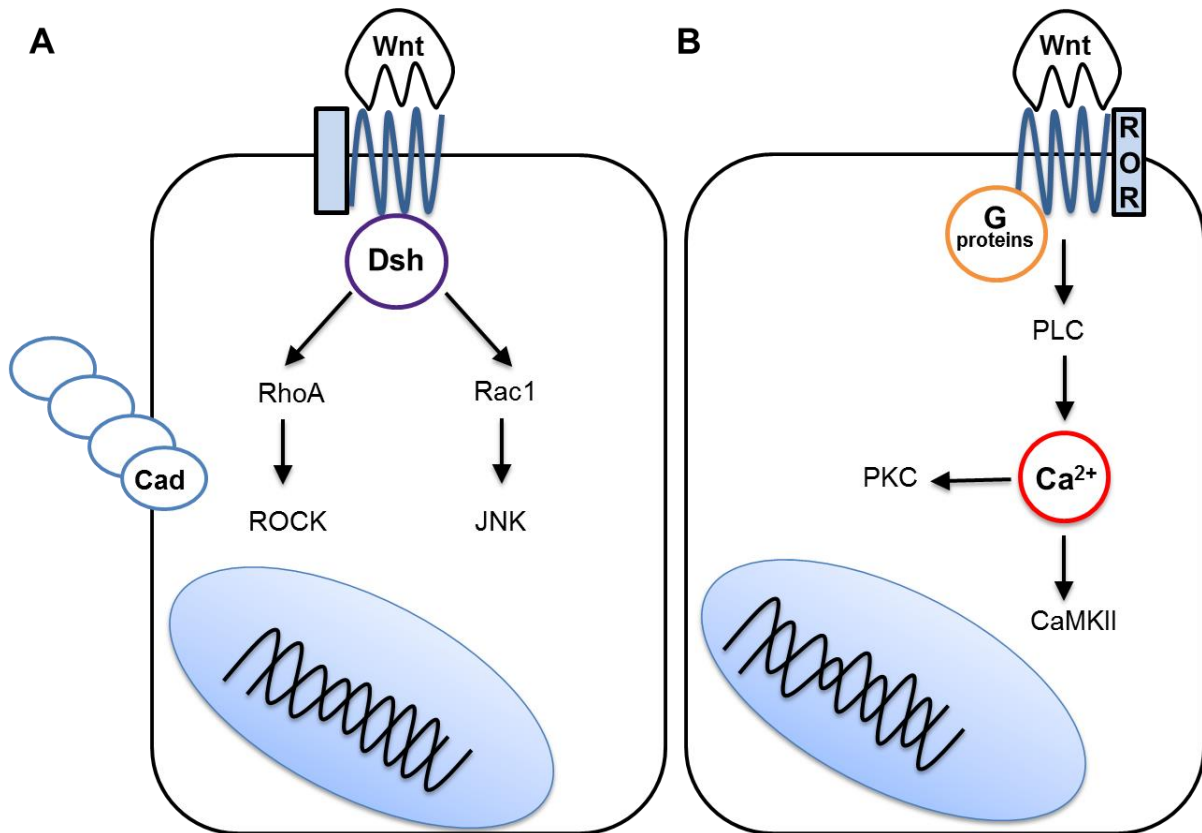 A
Wnt
Dsh
RhoA
Rac1
Cad
ROCK
JNK
B
Wnt
R
O
R
G
proteins
PLC
PKC
Ca²⁺
CaMKII